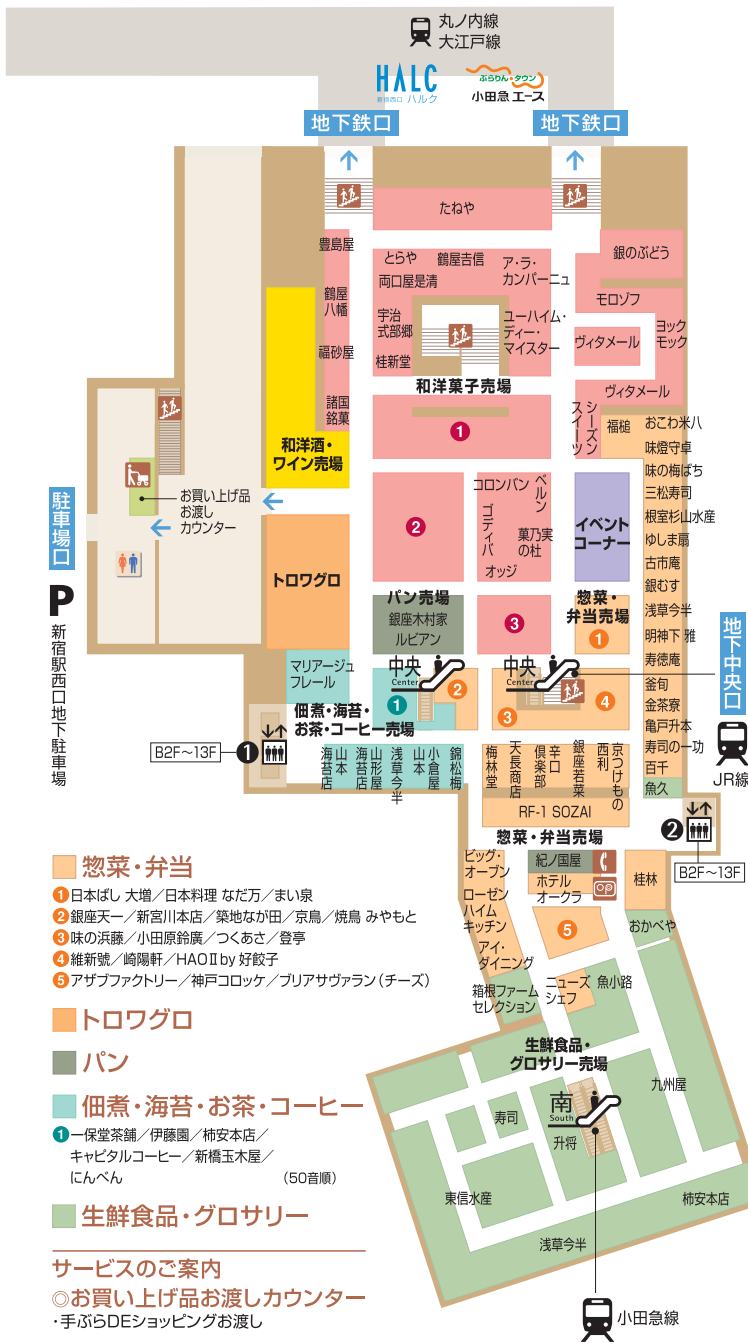 丸ノ内線
大江戸線
HALC
新宿西口 ハルク
ぶらりん・タウン
小田急 エース
地下鉄口
地下鉄口
たねや
豊島屋
とらや
鶴屋吉信
ア・ラ・
カンパーニュ
両口屋是清
銀のぶどう
鶴屋
八幡
宇治
式部郷
ユーハイム・
ディー・
マイスター
モロゾフ
ヨック
モック
ヴィタメール
福砂屋
桂新堂
和洋菓子売場
ヴィタメール
諸国
銘菓
1
シーズン
スイーツ
福槌
和洋酒・
ワイン売場
おこわ米八
味燈守卓
味の梅ばち
三松寿司
根室杉山水産
ゆしま扇
古市庵
銀むす
浅草今半
明神下 雅
寿徳庵
釜旬
金茶寮
亀戸升本
寿司の一功
百千
魚久
お買い上げ品
お渡し
カウンター
駐車場口
P
新宿駅西口地下駐車場
2
コロンバン
ベルン
ゴディバ
菓乃実
の杜
オッジ
イベント
コーナー
トロワグロ
パン売場
銀座木村家
ルビアン
3
惣菜・
弁当売場
1
地下中央口
JR線
マリアージュ
フレール
中央
Center
1
2
中央
Center
3
4
佃煮・海苔・
お茶・コーヒー売場
B2F〜13F
1
山本
海苔店
山形屋
海苔店
浅草今半
小倉屋
山本
錦松梅
梅林堂
天長商店
辛口
倶楽部
銀座若菜
西利
京つけもの
RF-1 SOZAI
惣菜・弁当売場
2
B2F〜13F
ビッグ・
オーブン
紀ノ国屋
ホテル
オークラ
桂林
ローゼン
ハイム
キッチン
5
おかべや
アイ・
ダイニング
箱根ファーム
セレクション
ニューズ
シェフ
魚小路
生鮮食品・
グロサリー売場
九州屋
南
South
寿司
升将
東信水産
柿安本店
浅草今半
小田急線
惣菜・弁当
1日本ばし 大増／日本料理 なだ万／まい泉
2銀座天一／新宮川本店／築地なが田／京鳥／焼鳥 みやもと
3味の浜藤／小田原鈴廣／つくあさ／登亭
4維新號／崎陽軒／HAOⅡby 好餃子
5アザブファクトリー／神戸コロッケ／ブリアサヴァラン（チーズ）
トロワグロ
パン
佃煮・海苔・お茶・コーヒー
1一保堂茶舗／伊藤園／柿安本店／
キャピタルコーヒー／新橋玉木屋／
にんべん （50音順）
生鮮食品・グロサリー
サービスのご案内
◎お買い上げ品お渡しカウンター
・手ぶらDEショッピングお渡し